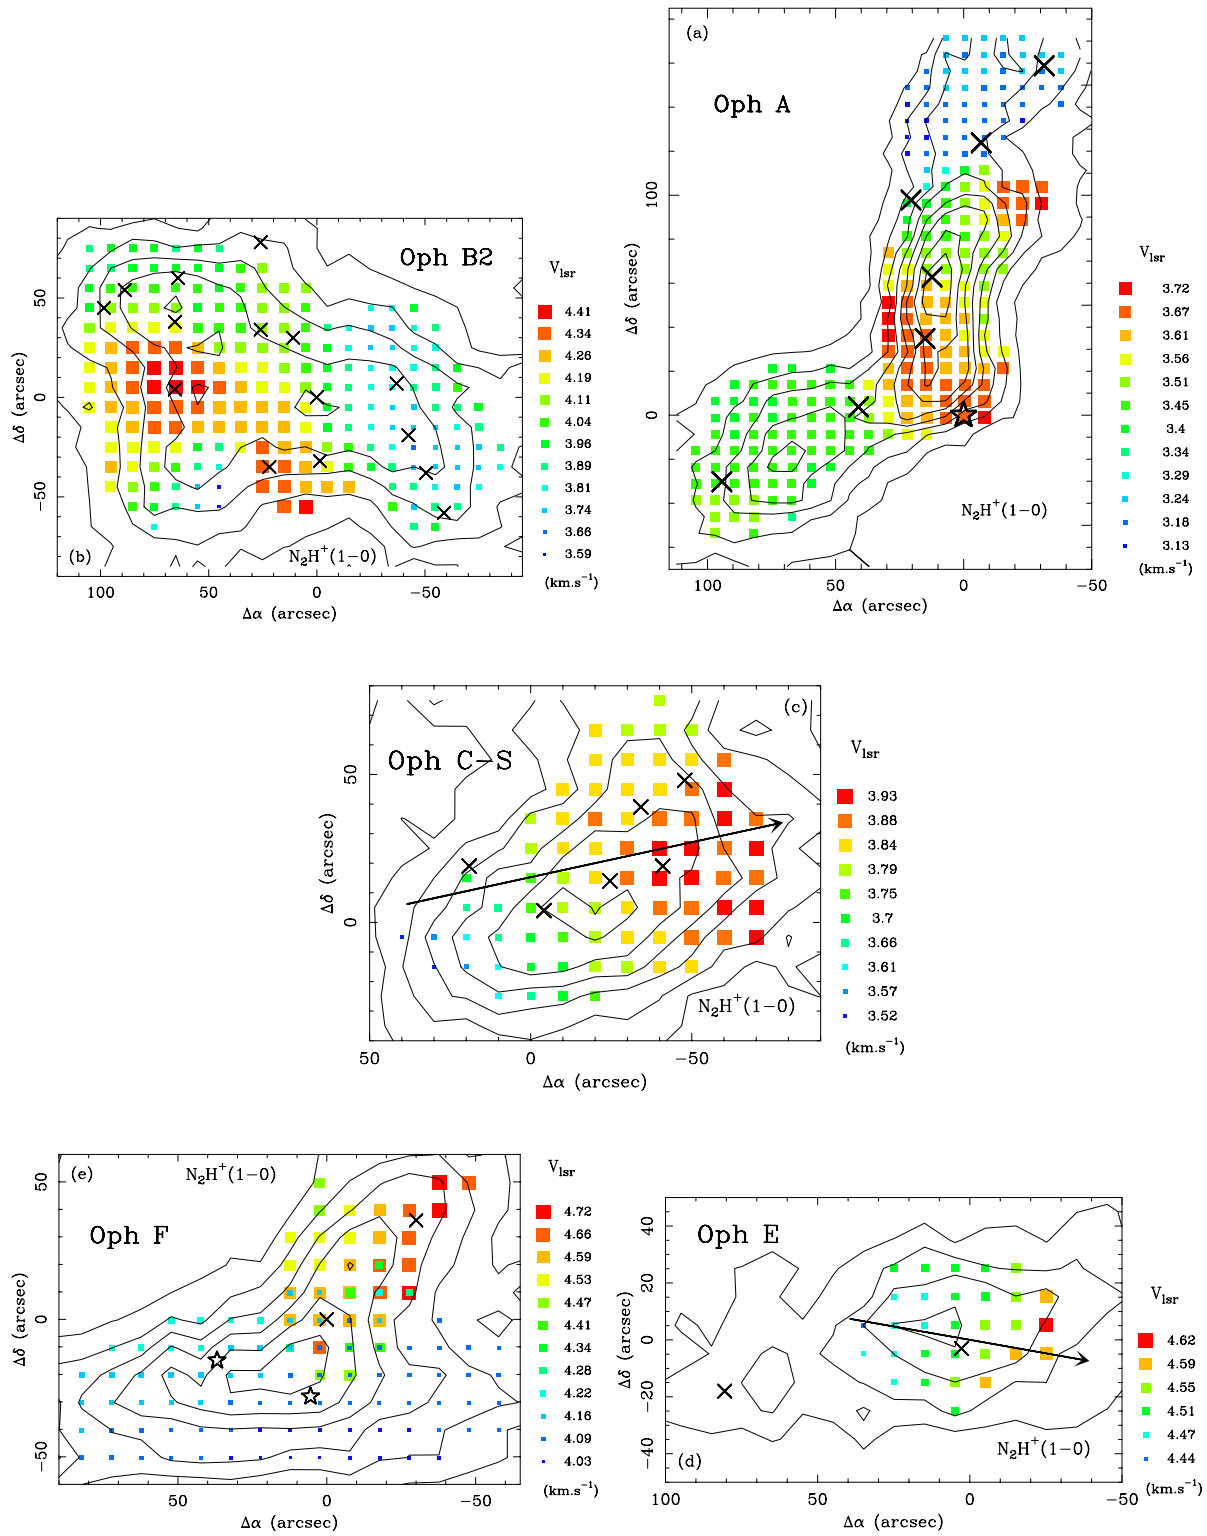 (a)
Oph A
N2H+(1−0)
100
0
Δδ (arcsec)
100
50
0
−50
Δα (arcsec)
Vlsr
3.72
3.67
3.61
3.56
3.51
3.45
3.4
3.34
3.29
3.24
3.18
3.13
(km.s−1)
Oph B2
(b)
N2H+(1−0)
50
0
−50
Δδ (arcsec)
100
50
0
−50
Δα (arcsec)
Vlsr
4.41
4.34
4.26
4.19
4.11
4.04
3.96
3.89
3.81
3.74
3.66
3.59
(km.s−1)
(c)
Oph C−S
N2H+(1−0)
50
0
Δδ (arcsec)
50
0
−50
Δα (arcsec)
Vlsr
3.93
3.88
3.84
3.79
3.75
3.7
3.66
3.61
3.57
3.52
(km.s−1)
(e)
N2H+(1−0)
Oph F
50
0
−50
Δδ (arcsec)
50
0
−50
Δα (arcsec)
Vlsr
4.72
4.66
4.59
4.53
4.47
4.41
4.34
4.28
4.22
4.16
4.09
4.03
(km.s−1)
Oph E
N2H+(1−0)
(d)
40
20
0
−20
−40
Δδ (arcsec)
100
50
0
−50
Δα (arcsec)
Vlsr
4.62
4.59
4.55
4.51
4.47
4.44
(km.s−1)